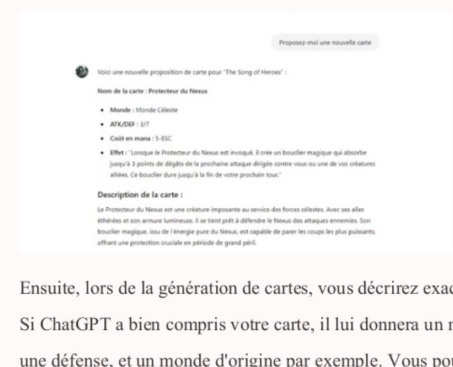 Proposez-moi une nouvelle carte
Voici une nouvelle proposition de carte pour "The Song of Heroes" :
Nom de la carte : Protecteur du Nexus
• Monde : Monde Céleste
• ATK/DEF : 3/7
• Coût en mana : 5-ESC
• Effet : "Lorsque le Protecteur du Nexus est invoqué, il crée un bouclier magique qui absorbe
jusqu'à 3 points de dégâts de la prochaine attaque dirigée contre vous ou une de vos créatures
alliées. Ce bouclier dure jusqu'à la fin de votre prochain tour."
Description de la carte :
Le Protecteur du Nexus est une créature imposante au service des forces célestes. Avec ses ailes
éthérées et son armure lumineuse, il se tient prêt à défendre le Nexus des attaques ennemies. Son
bouclier magique, issu de l'énergie pure du Nexus, est capable de parer les coups les plus puissants,
offrant une protection cruciale en période de grand péril.
Ensuite, lors de la génération de cartes, vous décrirez exac
Si ChatGPT a bien compris votre carte, il lui donnera un n
une défense, et un monde d'origine par exemple. Vous pou